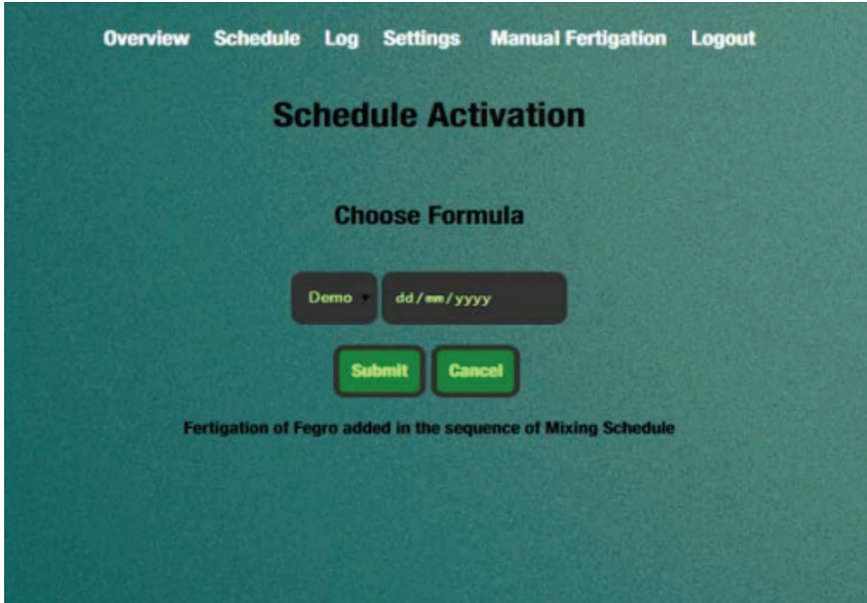 Overview Schedule Log Settings Manual Fertigation Logout
Schedule Activation
Choose Formula
Demo dd/mm/yyyy
Submit Cancel
Fertigation of Fegro added in the sequence of Mixing Schedule